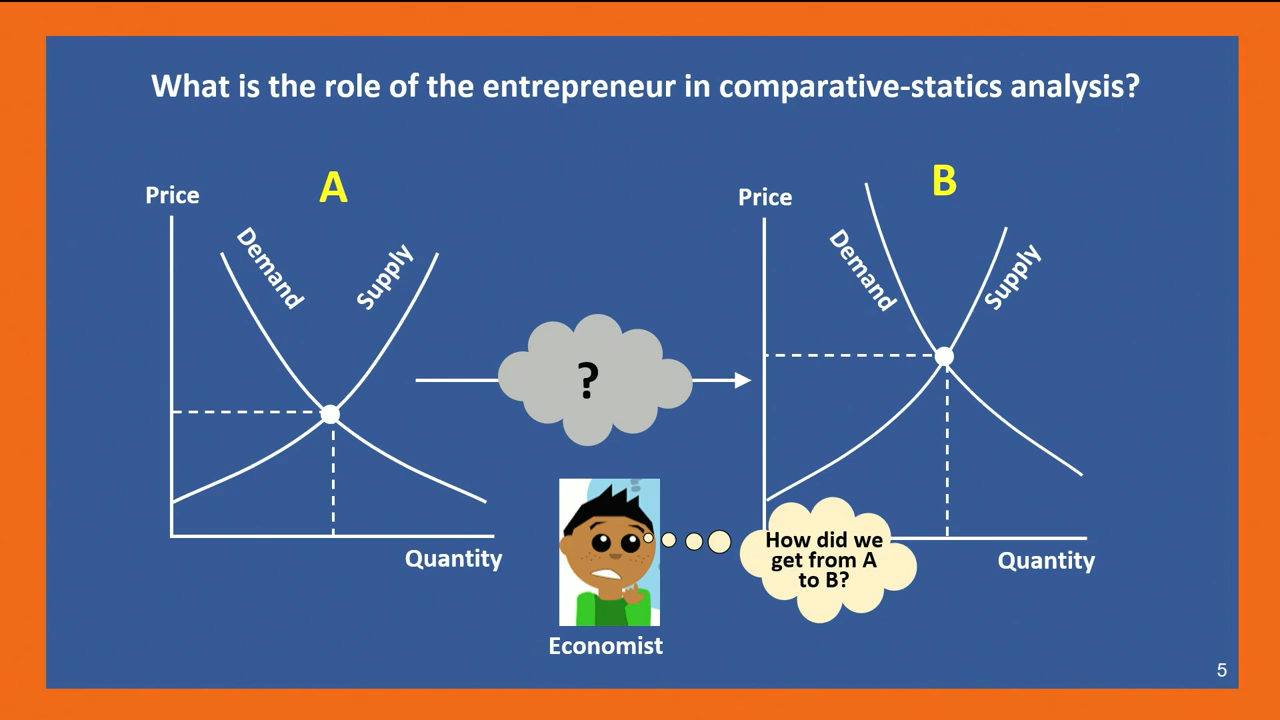 What is the role of the entrepreneur in comparative-statics analysis?
A
Price
Demand
Supply
Quantity
?
B
Price
Demand
Supply
Quantity
How did we
get from A
to B?
Economist
5